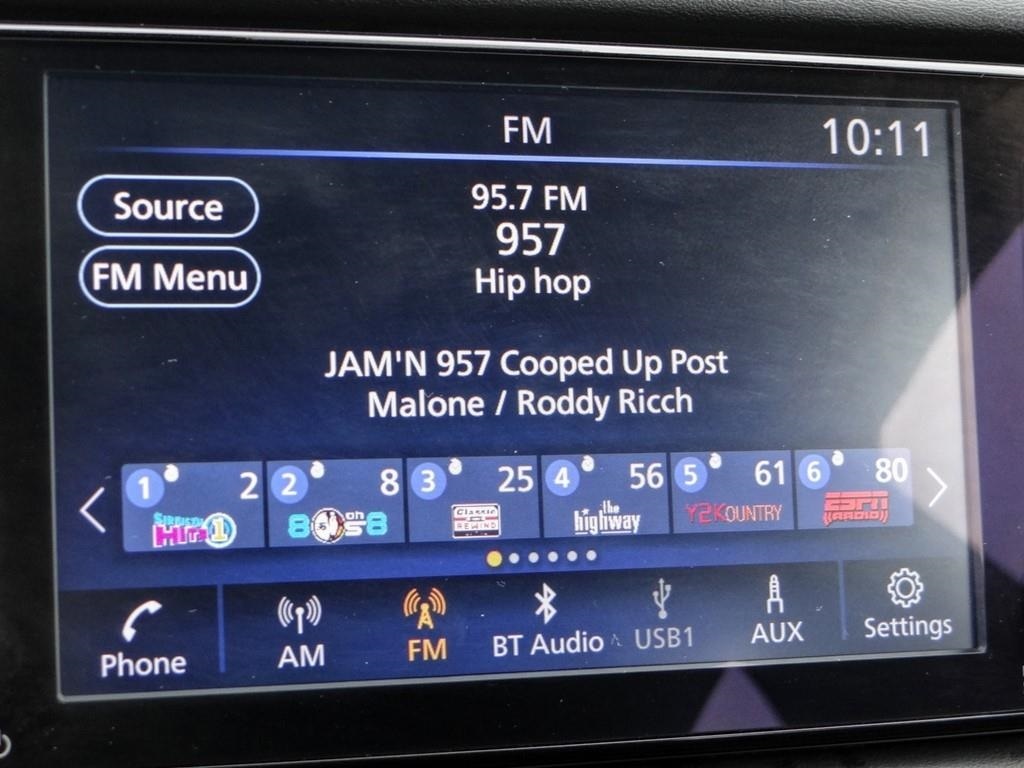 FM
10:11
Source
95.7 FM
957
FM Menu
Hip hop
JAM'N 957 Cooped Up Post
Malone / Roddy Ricch
1 2
2 8
3 25
4 56
5 61
6 80
SiriusXM
Hits 1
80s on 8
Classic
REWIND
the
highway
Y2KOUNTRY
ESPN
RADIO
Phone
AM
FM
BT Audio
USB1
AUX
Settings